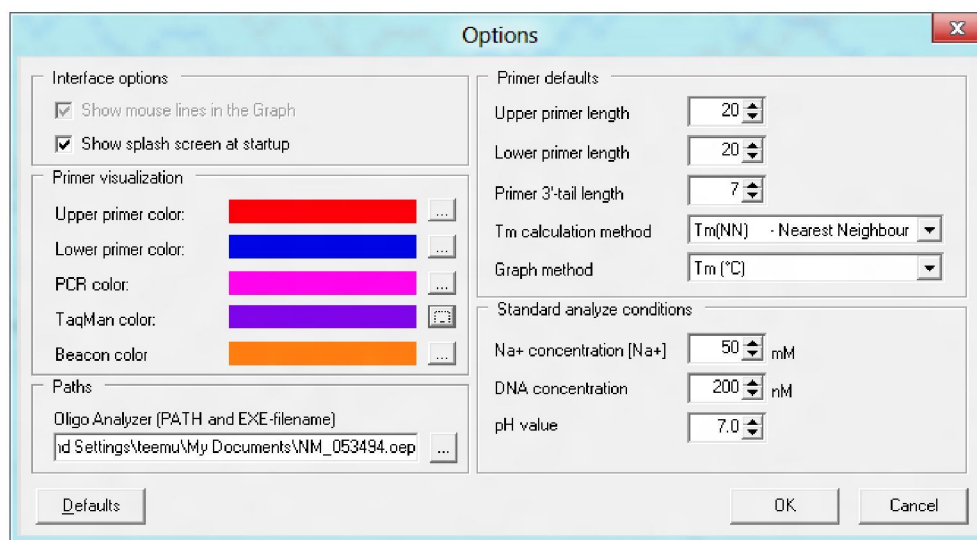 Options
x
Interface options
Show mouse lines in the Graph
Show splash screen at startup
Primer visualization
Upper primer color:
...
Lower primer color:
...
PCR color:
...
TaqMan color:
...
Beacon color
...
Paths
Oligo Analyzer (PATH and EXE-filename)
nd Settings\teemu\My Documents\NM_053494.oep
...
Defaults
Primer defaults
Upper primer length 20
Lower primer length 20
Primer 3'-tail length 7
Tm calculation method Tm(NN) - Nearest Neighbour
Graph method Tm (°C)
Standard analyze conditions
Na+ concentration [Na+] 50 mM
DNA concentration 200 nM
pH value 7.0
OK
Cancel